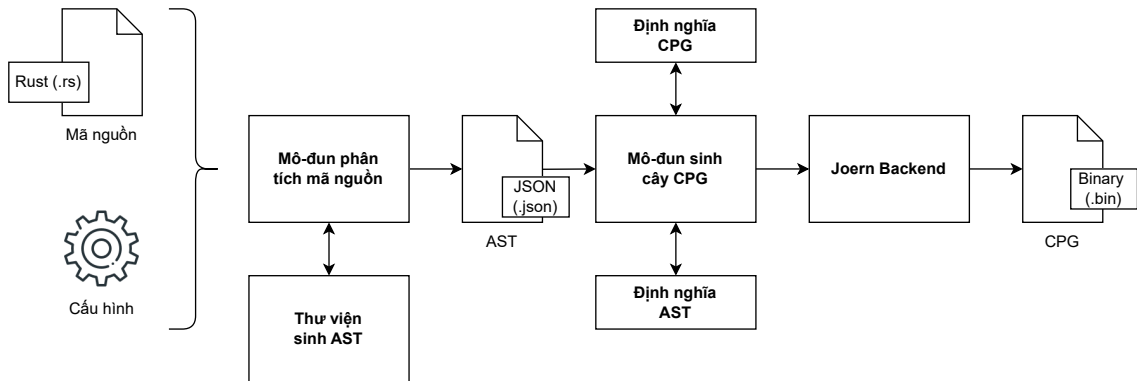 Rust (.rs)
Mã nguồn
Cấu hình
Mô-đun phân
tích mã nguồn
Thư viện
sinh AST
JSON
(.json)
AST
Định nghĩa
CPG
Mô-đun sinh
cây CPG
Định nghĩa
AST
Joern Backend
Binary
(.bin)
CPG